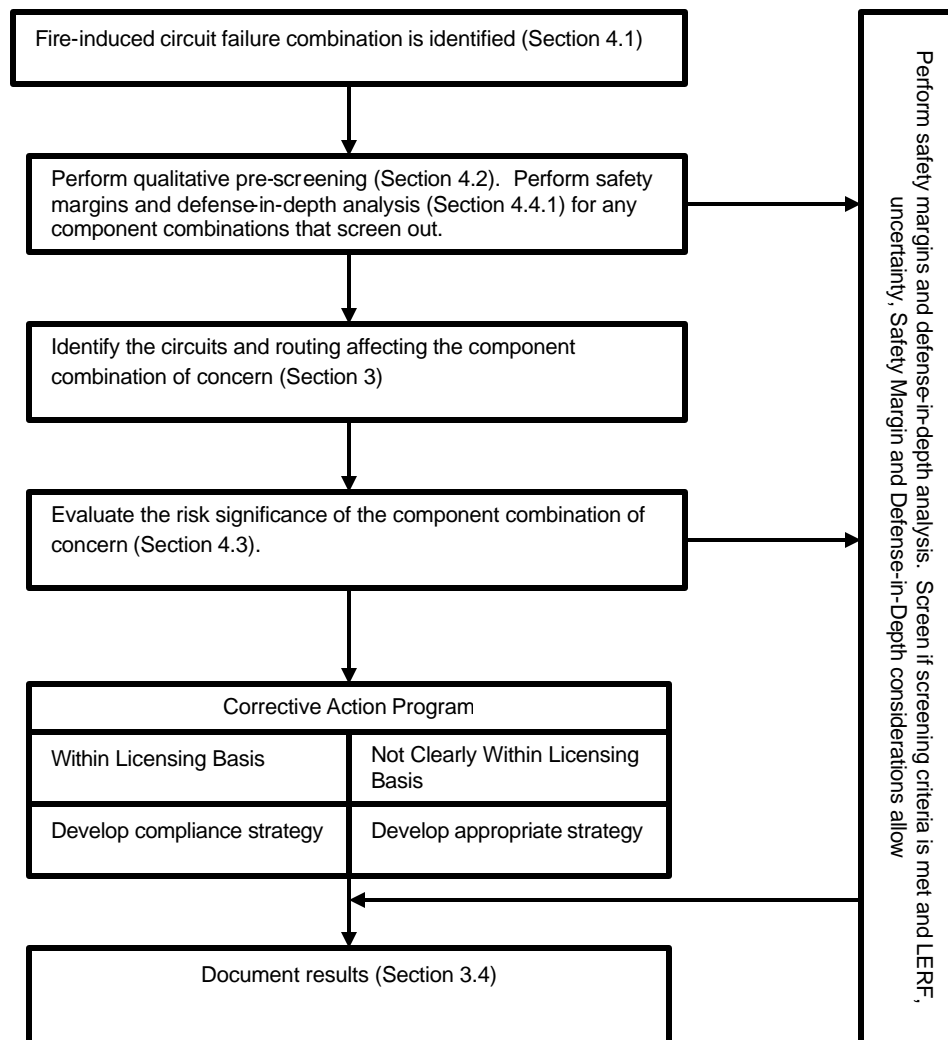 Fire-induced circuit failure combination is identified (Section 4.1)
Perform qualitative pre-screening (Section 4.2).  Perform safety
margins and defense-in-depth analysis (Section 4.4.1) for any
component combinations that screen out.
Identify the circuits and routing affecting the component
combination of concern (Section 3)
Evaluate the risk significance of the component combination of
concern (Section 4.3).
Corrective Action Program
Within Licensing Basis
Not Clearly Within Licensing
Basis
Develop compliance strategy
Develop appropriate strategy
Document results (Section 3.4)
Perform safety margins and defense-in-depth analysis.  Screen if screening criteria is met and LERF,
uncertainty, Safety Margin and Defense-in-Depth considerations allow